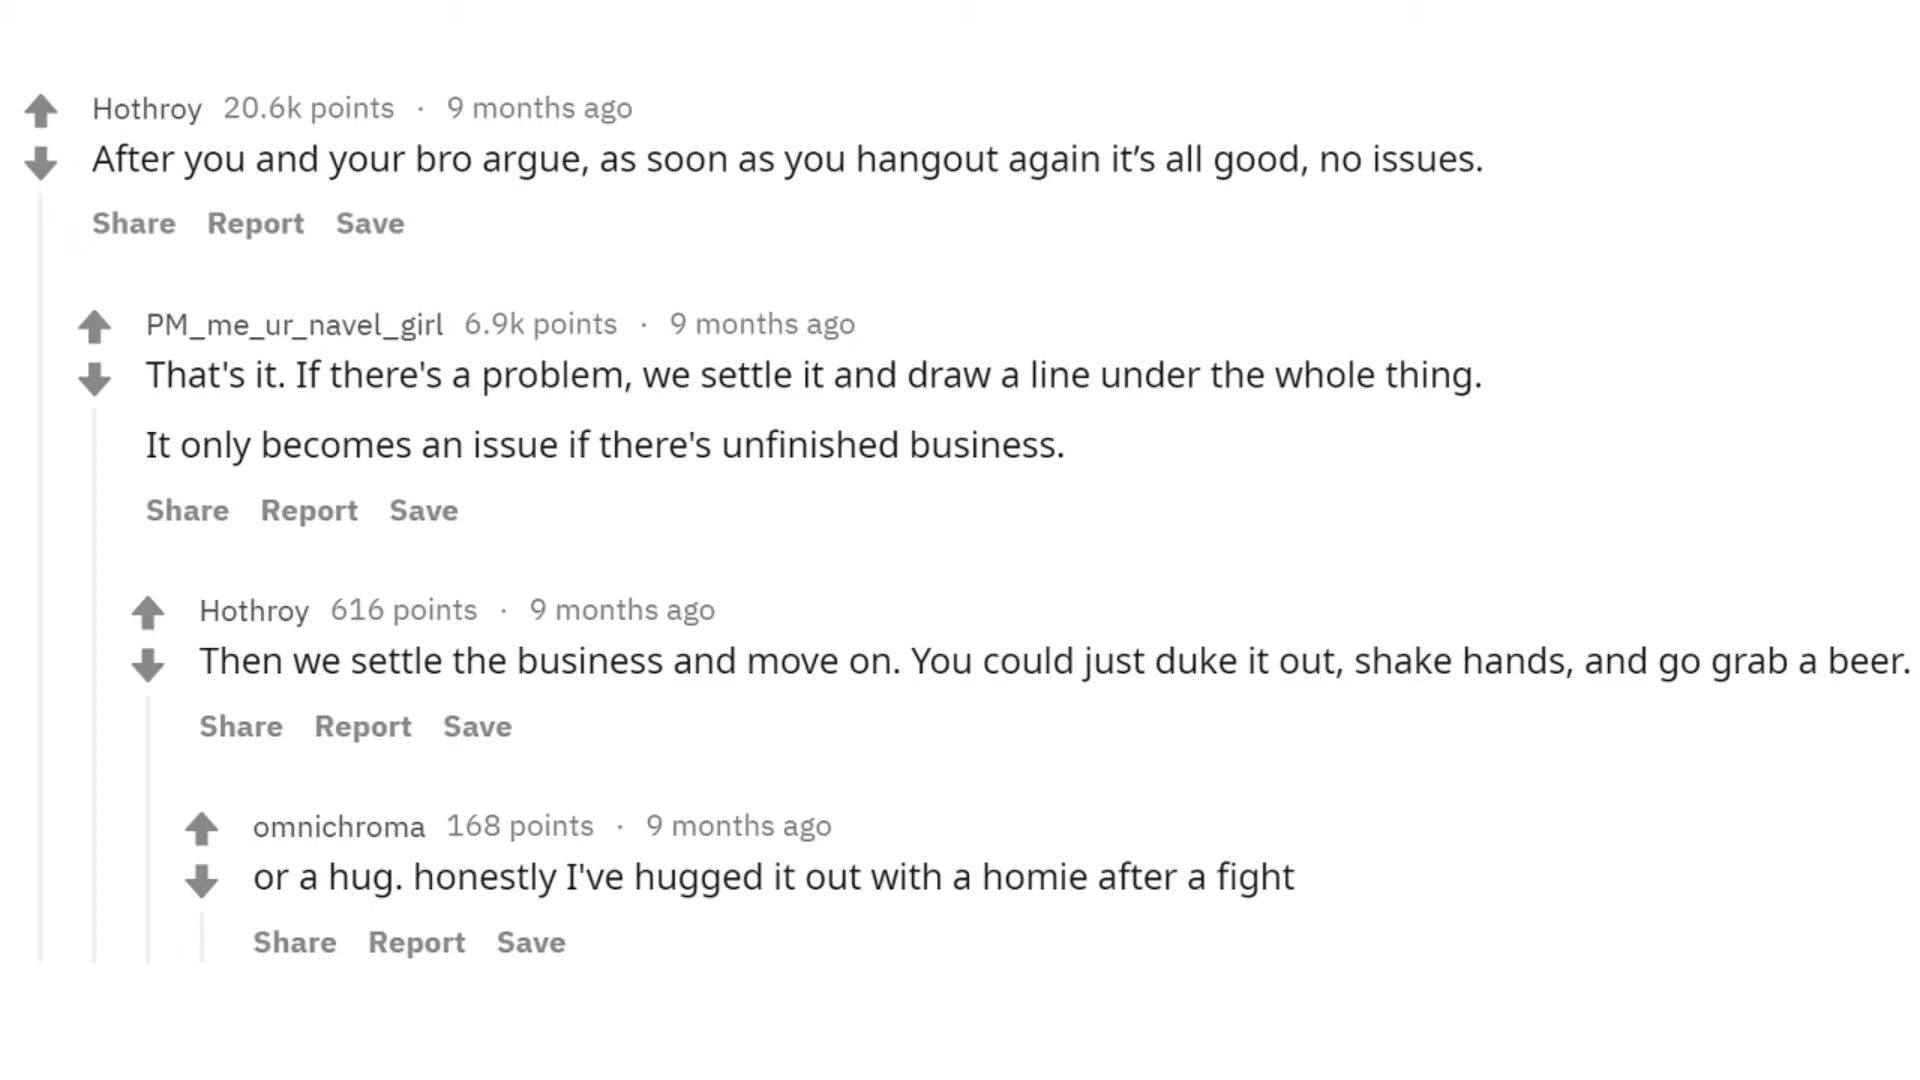 Hothroy 20.6k points · 9 months ago
After you and your bro argue, as soon as you hangout again it’s all good, no issues.
Share Report Save
PM_me_ur_navel_girl 6.9k points · 9 months ago
That's it. If there's a problem, we settle it and draw a line under the whole thing.
It only becomes an issue if there's unfinished business.
Share Report Save
Hothroy 616 points · 9 months ago
Then we settle the business and move on. You could just duke it out, shake hands, and go grab a beer.
Share Report Save
omnichroma 168 points · 9 months ago
or a hug. honestly I've hugged it out with a homie after a fight
Share Report Save